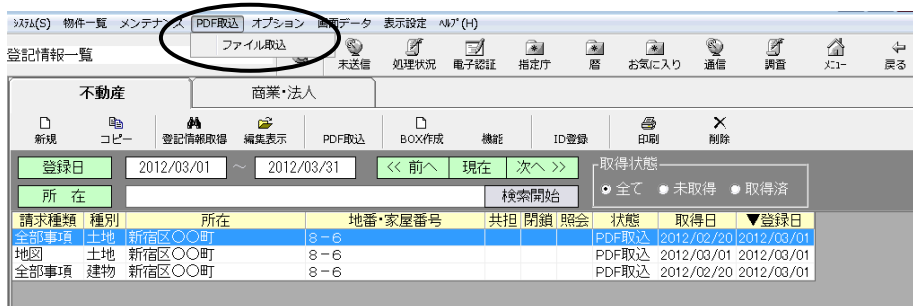 ｼｽﾃﾑ(S) 物件一覧 メンテナンス PDF取込 オプション 画面データ 表示設定 ﾍﾙﾌﾟ(H)
ファイル取込
登記情報一覧
未送信 処理状況 電子認証 指定庁 暦 お気に入り 通信 調査 ﾒﾆｭｰ 戻る
不動産 商業・法人
新規 コピー 登記情報取得 編集表示 PDF取込 BOX作成 機能 ID登録 印刷 削除
登録日 2012/03/01 ～ 2012/03/31 << 前へ 現在 次へ >> 取得状態
所 在 検索開始 全て 未取得 取得済
請求種類 種別 所在 地番・家屋番号 共担 閉鎖 照会 状態 取得日 ▼登録日
全部事項 土地 新宿区〇〇町 8－6 PDF取込 2012/02/20 2012/03/01
地図 土地 新宿区〇〇町 8－6 PDF取込 2012/03/01 2012/03/01
全部事項 建物 新宿区〇〇町 8－6 PDF取込 2012/02/20 2012/03/01